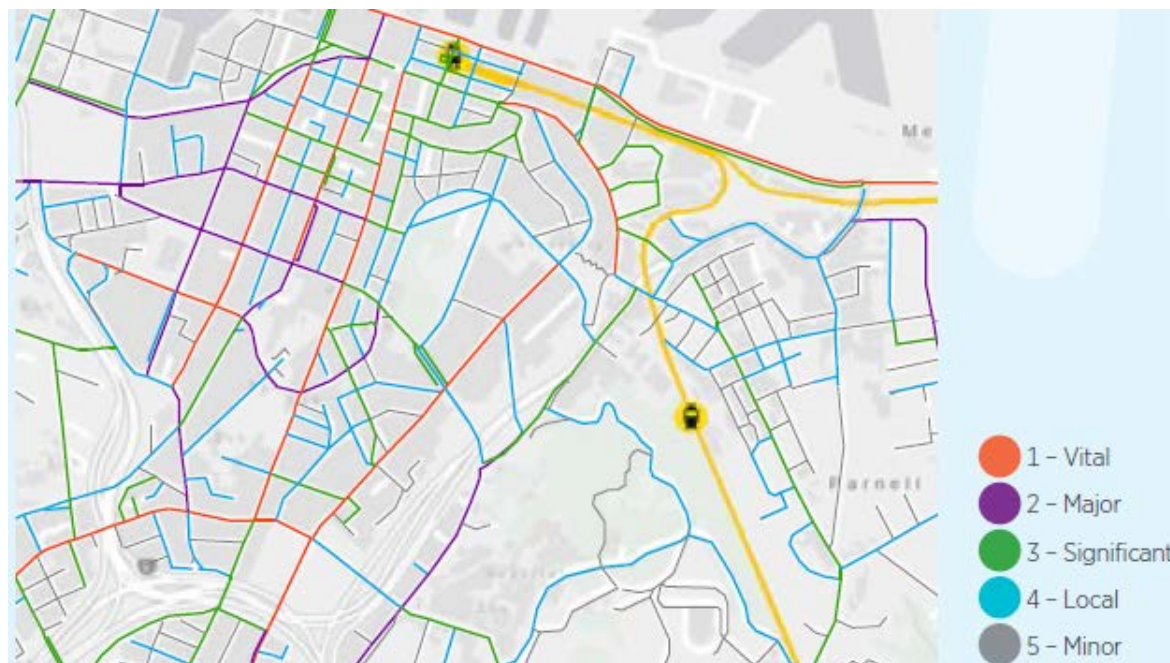 Me
Parnell
1 – Vital
2 – Major
3 – Significant
4 – Local
5 – Minor